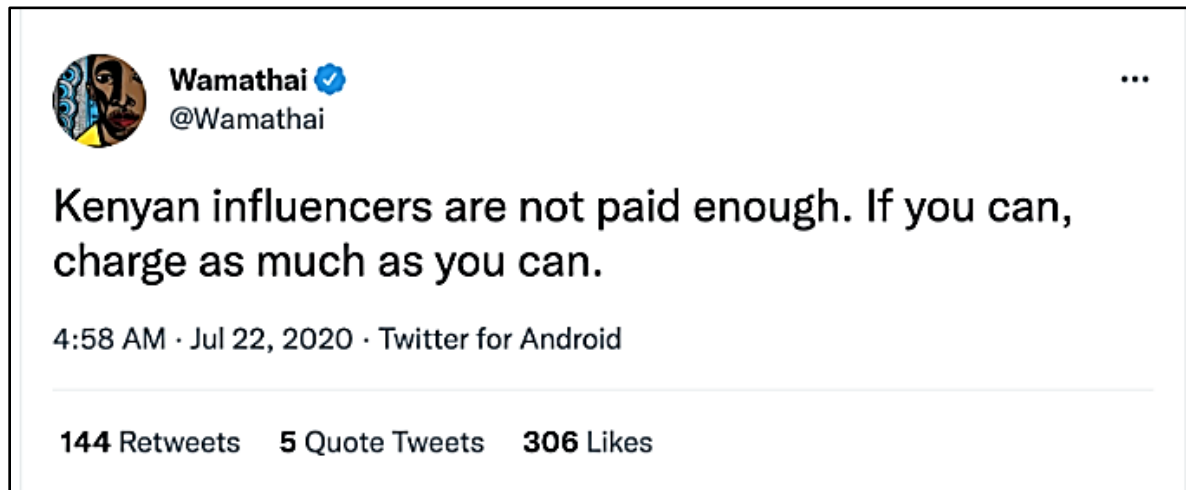 Wamathai
@Wamathai
Kenyan influencers are not paid enough. If you can,
charge as much as you can.
4:58 AM · Jul 22, 2020 · Twitter for Android
144 Retweets 5 Quote Tweets 306 Likes